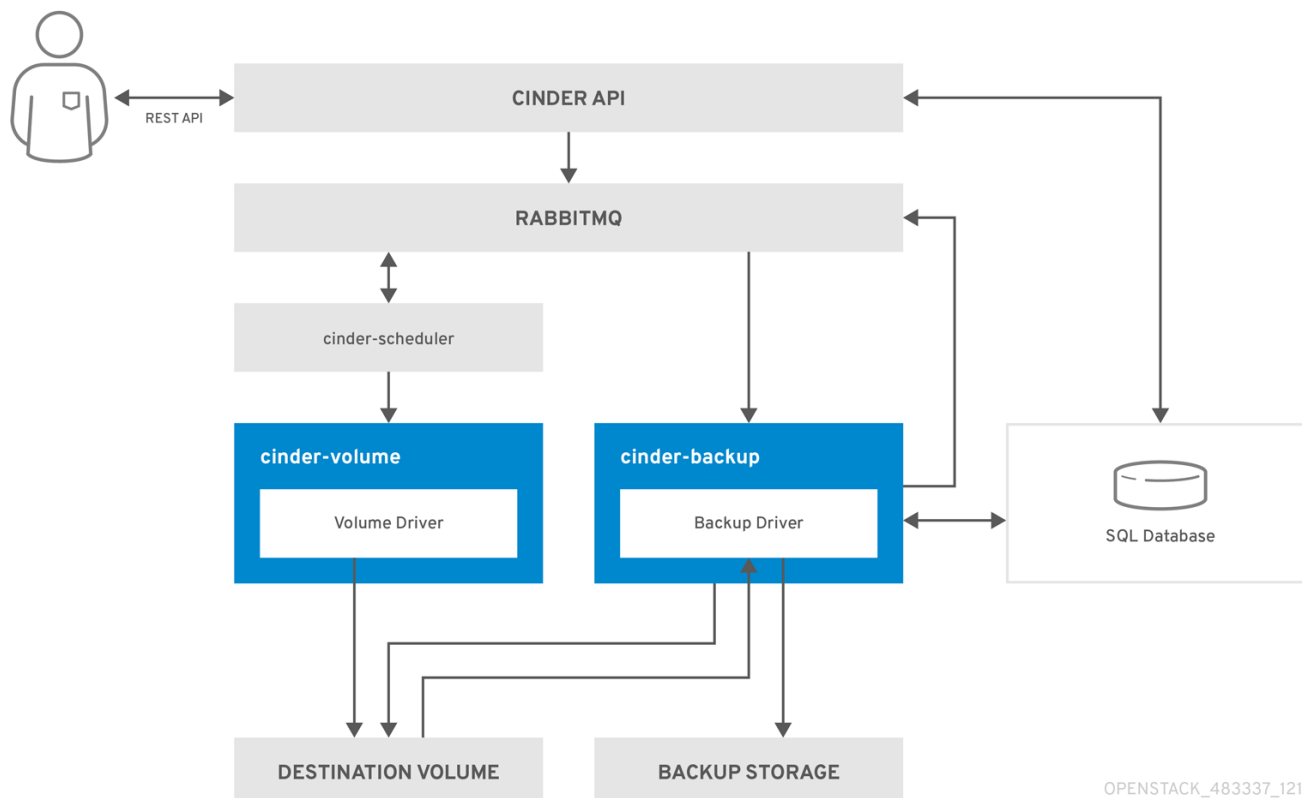 CINDER API
REST API
RABBITMQ
cinder-scheduler
cinder-volume
cinder-backup
Volume Driver
Backup Driver
SQL Database
DESTINATION VOLUME
BACKUP STORAGE
OPENSTACK_483337_121